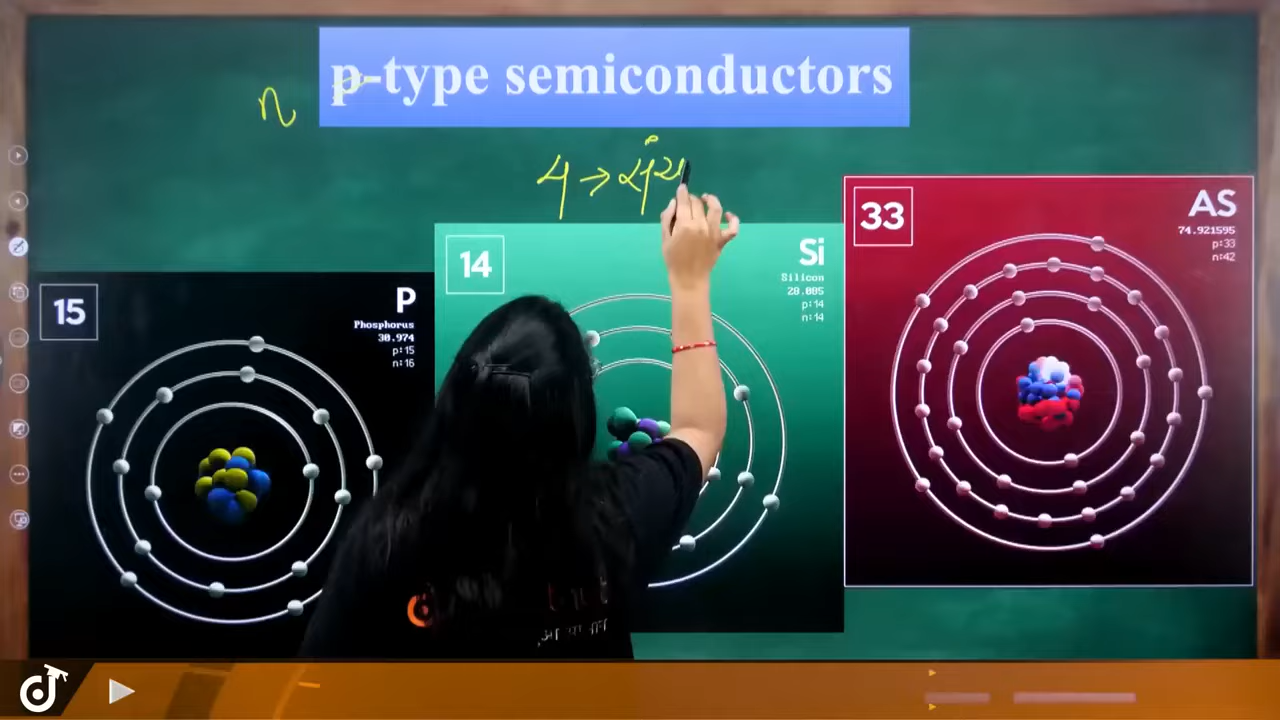 p-type semiconductors
n
4 → संय
15
P
Phosphorus
30.974
p:15
n:16
14
Si
Silicon
28.085
p:14
n:14
33
AS
74.921595
p:33
n:42